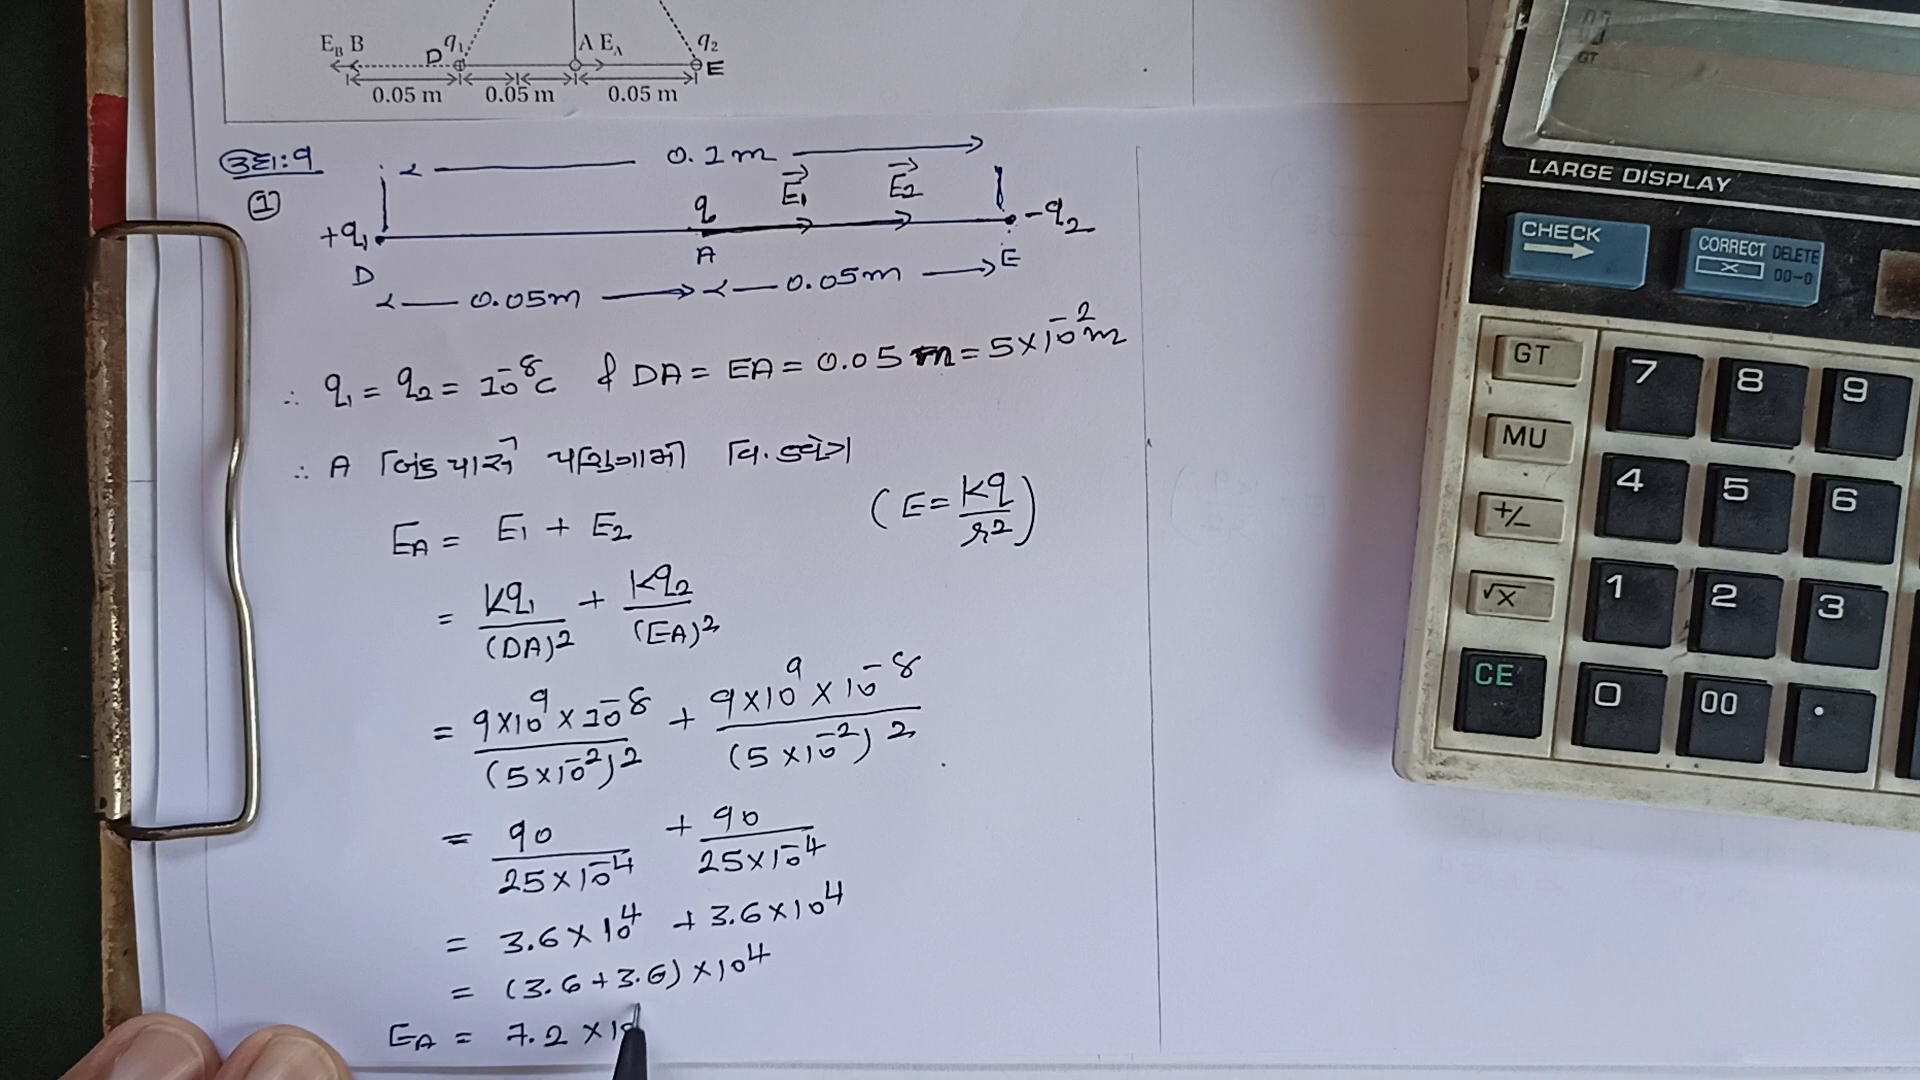 E_B B D q₁ A E_A q₂ E
0.05 m 0.05 m 0.05 m
ઉદા:૧
① 0.1 m
+q₁ q E⃗₁ E⃗₂ -q₂
D A E
0.05m 0.05m
∴ q₁ = q₂ = 10⁻⁸C & DA = EA = 0.05 m = 5×10⁻²m
∴ A બિંદુ પાસે પરિણામી વિ.ક્ષેત્ર
E_A = E₁ + E₂ (E = kq/r²)
= kq₁/(DA)² + kq₂/(EA)²
= 9×10⁹×10⁻⁸/(5×10⁻²)² + 9×10⁹×10⁻⁸/(5×10⁻²)²
= 90/25×10⁻⁴ + 90/25×10⁻⁴
= 3.6×10⁴ + 3.6×10⁴
= (3.6+3.6)×10⁴
E_A = 7.2×10
GT
LARGE DISPLAY
CHECK CORRECT DELETE
X 00-0
GT 7 8 9
MU 4 5 6
+/- 1 2 3
√X
CE 0 00 .